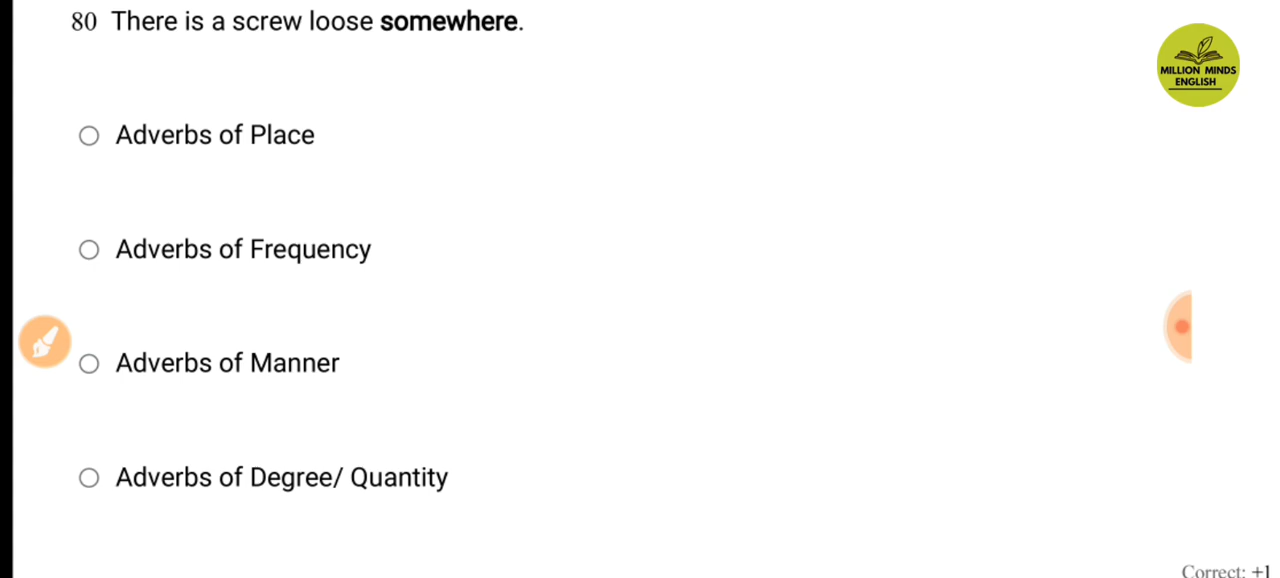 80 There is a screw loose somewhere.
MILLION MINDS
ENGLISH
Adverbs of Place
Adverbs of Frequency
Adverbs of Manner
Adverbs of Degree/ Quantity
Correct: +1